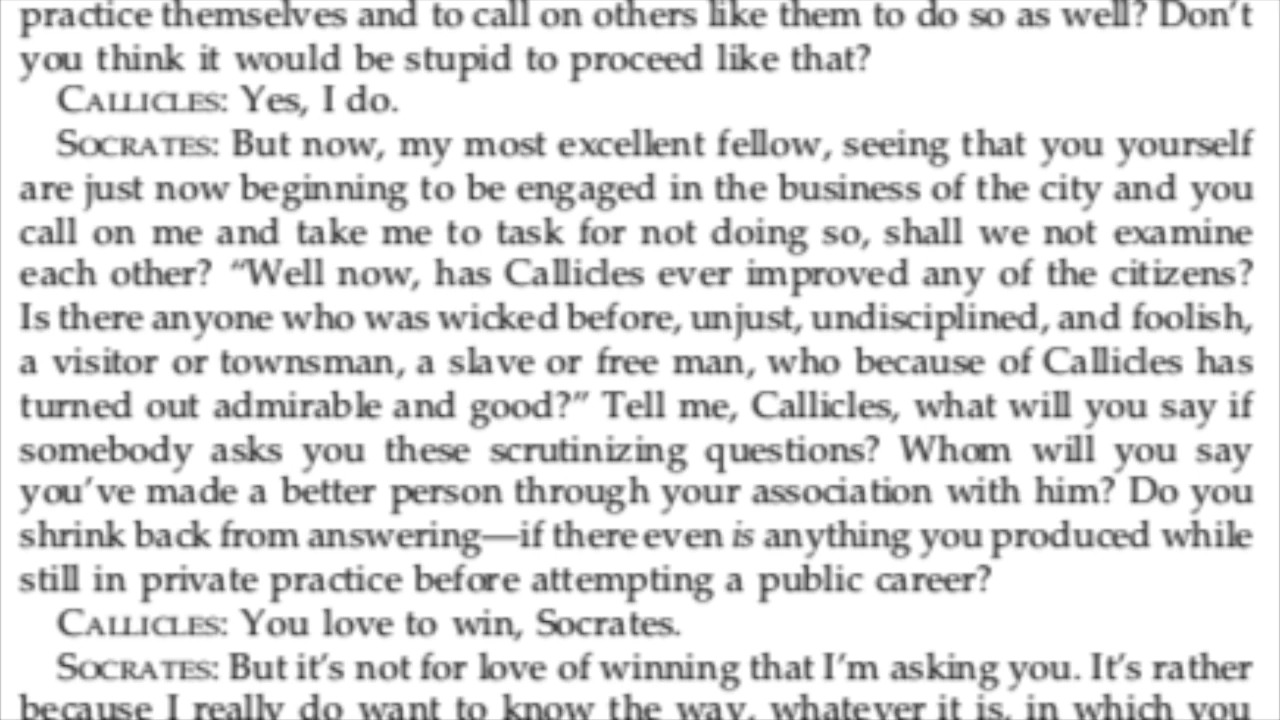 practice themselves and to call on others like them to do so as well? Don't
you think it would be stupid to proceed like that?
CALLICLES: Yes, I do.
SOCRATES: But now, my most excellent fellow, seeing that you yourself
are just now beginning to be engaged in the business of the city and you
call on me and take me to task for not doing so, shall we not examine
each other? “Well now, has Callicles ever improved any of the citizens?
Is there anyone who was wicked before, unjust, undisciplined, and foolish,
a visitor or townsman, a slave or free man, who because of Callicles has
turned out admirable and good?” Tell me, Callicles, what will you say if
somebody asks you these scrutinizing questions? Whom will you say
you've made a better person through your association with him? Do you
shrink back from answering—if there even is anything you produced while
still in private practice before attempting a public career?
CALLICLES: You love to win, Socrates.
SOCRATES: But it's not for love of winning that I'm asking you. It's rather
because I really do want to know the way, whatever it is, in which you